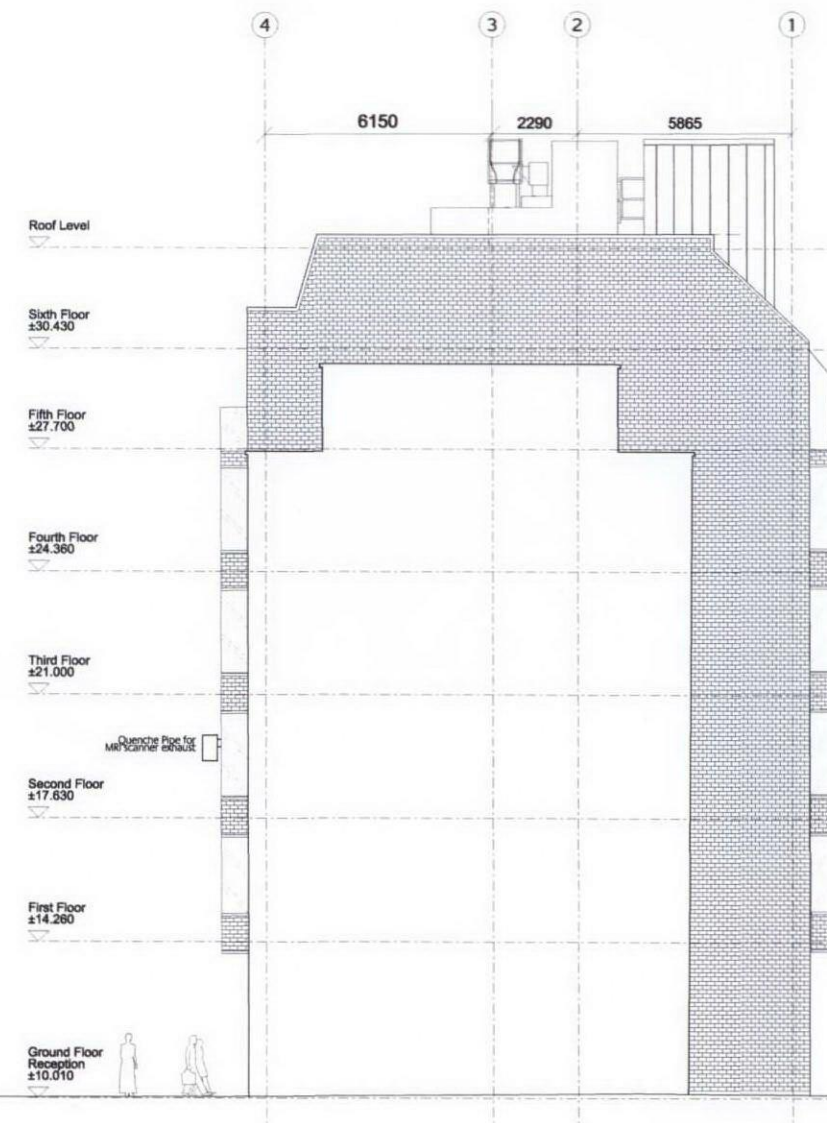 4
3
2
1
6150
2290
5865
Roof Level
Sixth Floor
±30.430
Fifth Floor
±27.700
Fourth Floor
±24.360
Third Floor
±21.000
Quenche Pipe for
MRI scanner exhaust
Second Floor
±17.630
First Floor
±14.260
Ground Floor
Reception
±10.010